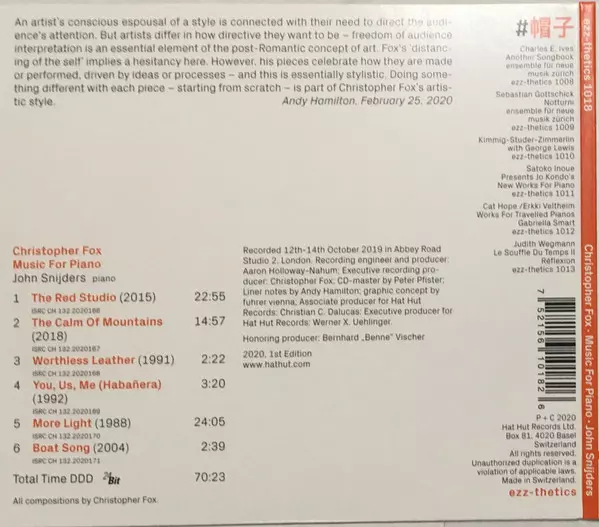 An artist's conscious espousal of a style is connected with their need to direct the audi-
ence's attention. But artists differ in how directive they want to be – freedom of audience
interpretation is an essential element of the post-Romantic concept of art. Fox's 'distanc-
ing of the self' implies a hesitancy here. However, his pieces celebrate how they are made
or performed, driven by ideas or processes – and this is essentially stylistic. Doing some-
thing different with each piece – starting from scratch – is part of Christopher Fox's artis-
tic style.
Andy Hamilton, February 25, 2020
Christopher Fox
Music For Piano
John Snijders piano
1 The Red Studio (2015) 22:55
ISRC CH 132.2020166
2 The Calm Of Mountains 14:57
(2018)
ISRC CH 132.2020167
3 Worthless Leather (1991) 2:22
ISRC CH 132.2020168
4 You, Us, Me (Habañera) 3:20
(1992)
ISRC CH 132.2020169
5 More Light (1988) 24:05
ISRC CH 132.2020170
6 Boat Song (2004) 2:39
ISRC CH 132.2020171
Total Time DDD 24Bit 70:23
All compositions by Christopher Fox.
Recorded 12th-14th October 2019 in Abbey Road
Studio 2, London. Recording engineer and producer:
Aaron Holloway-Nahum; Executive recording pro-
ducer: Christopher Fox; CD-master by Peter Pfister;
Liner notes by Andy Hamilton; graphic concept by
fuhrer vienna; Associate producer for Hat Hut
Records: Christian C. Dalucas; Executive producer for
Hat Hut Records: Werner X. Uehlinger.
Honoring producer: Bernhard „Benne" Vischer
2020, 1st Edition
www.hathut.com
#帽子
Charles E. Ives
Another Songbook
ensemble für neue
musik zürich
ezz-thetics 1008
Sebastian Gottschick
Notturni
ensemble für neue
musik zürich
ezz-thetics 1009
Kimmig-Studer-Zimmerlin
with George Lewis
ezz-thetics 1010
Satoko Inoue
Presents Jo Kondo's
New Works For Piano
ezz-thetics 1011
Cat Hope /Erkki Veltheim
Works For Travelled Pianos
Gabriella Smart
ezz-thetics 1012
Judith Wegmann
Le Souffle Du Temps II
Réflexion
ezz-thetics 1013
7 52156 10182 6
P + C 2020
Hat Hut Records Ltd.
Box 81, 4020 Basel
Switzerland
All rights reserved.
Unauthorized duplication is a
violation of applicable laws.
Made in Switzerland.
ezz-thetics
ezz-thetics 1018
Christopher Fox · Music For Piano · John Snijders